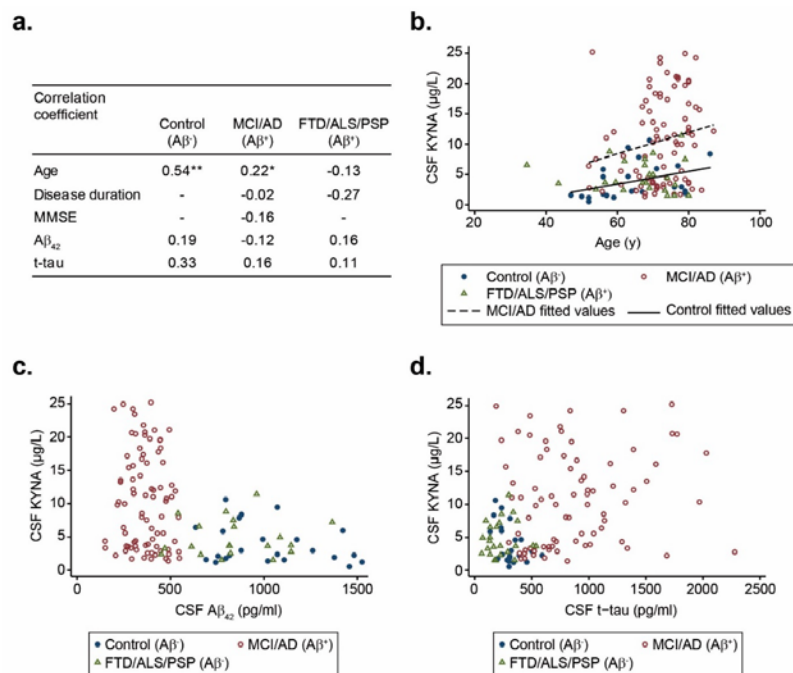 a.
Correlation
coefficient
Control
(Aβ⁻)
MCI/AD
(Aβ⁺)
FTD/ALS/PSP
(Aβ⁺)
Age 0.54** 0.22* -0.13
Disease duration - -0.02 -0.27
MMSE - -0.16 -
Aβ₄₂ 0.19 -0.12 0.16
t-tau 0.33 0.16 0.11
b.
CSF KYNA (µg/L)
25
20
15
10
5
0
20 40 60 80 100
Age (y)
Control (Aβ⁻) MCI/AD (Aβ⁺)
FTD/ALS/PSP (Aβ⁺)
MCI/AD fitted values Control fitted values
c.
CSF KYNA (µg/L)
25
20
15
10
5
0
0 500 1000 1500
CSF Aβ₄₂ (pg/ml)
Control (Aβ⁻) MCI/AD (Aβ⁺)
FTD/ALS/PSP (Aβ⁻)
d.
CSF KYNA (µg/L)
25
20
15
10
5
0
0 500 1000 1500 2000 2500
CSF t−tau (pg/ml)
Control (Aβ⁻) MCI/AD (Aβ⁺)
FTD/ALS/PSP (Aβ⁻)